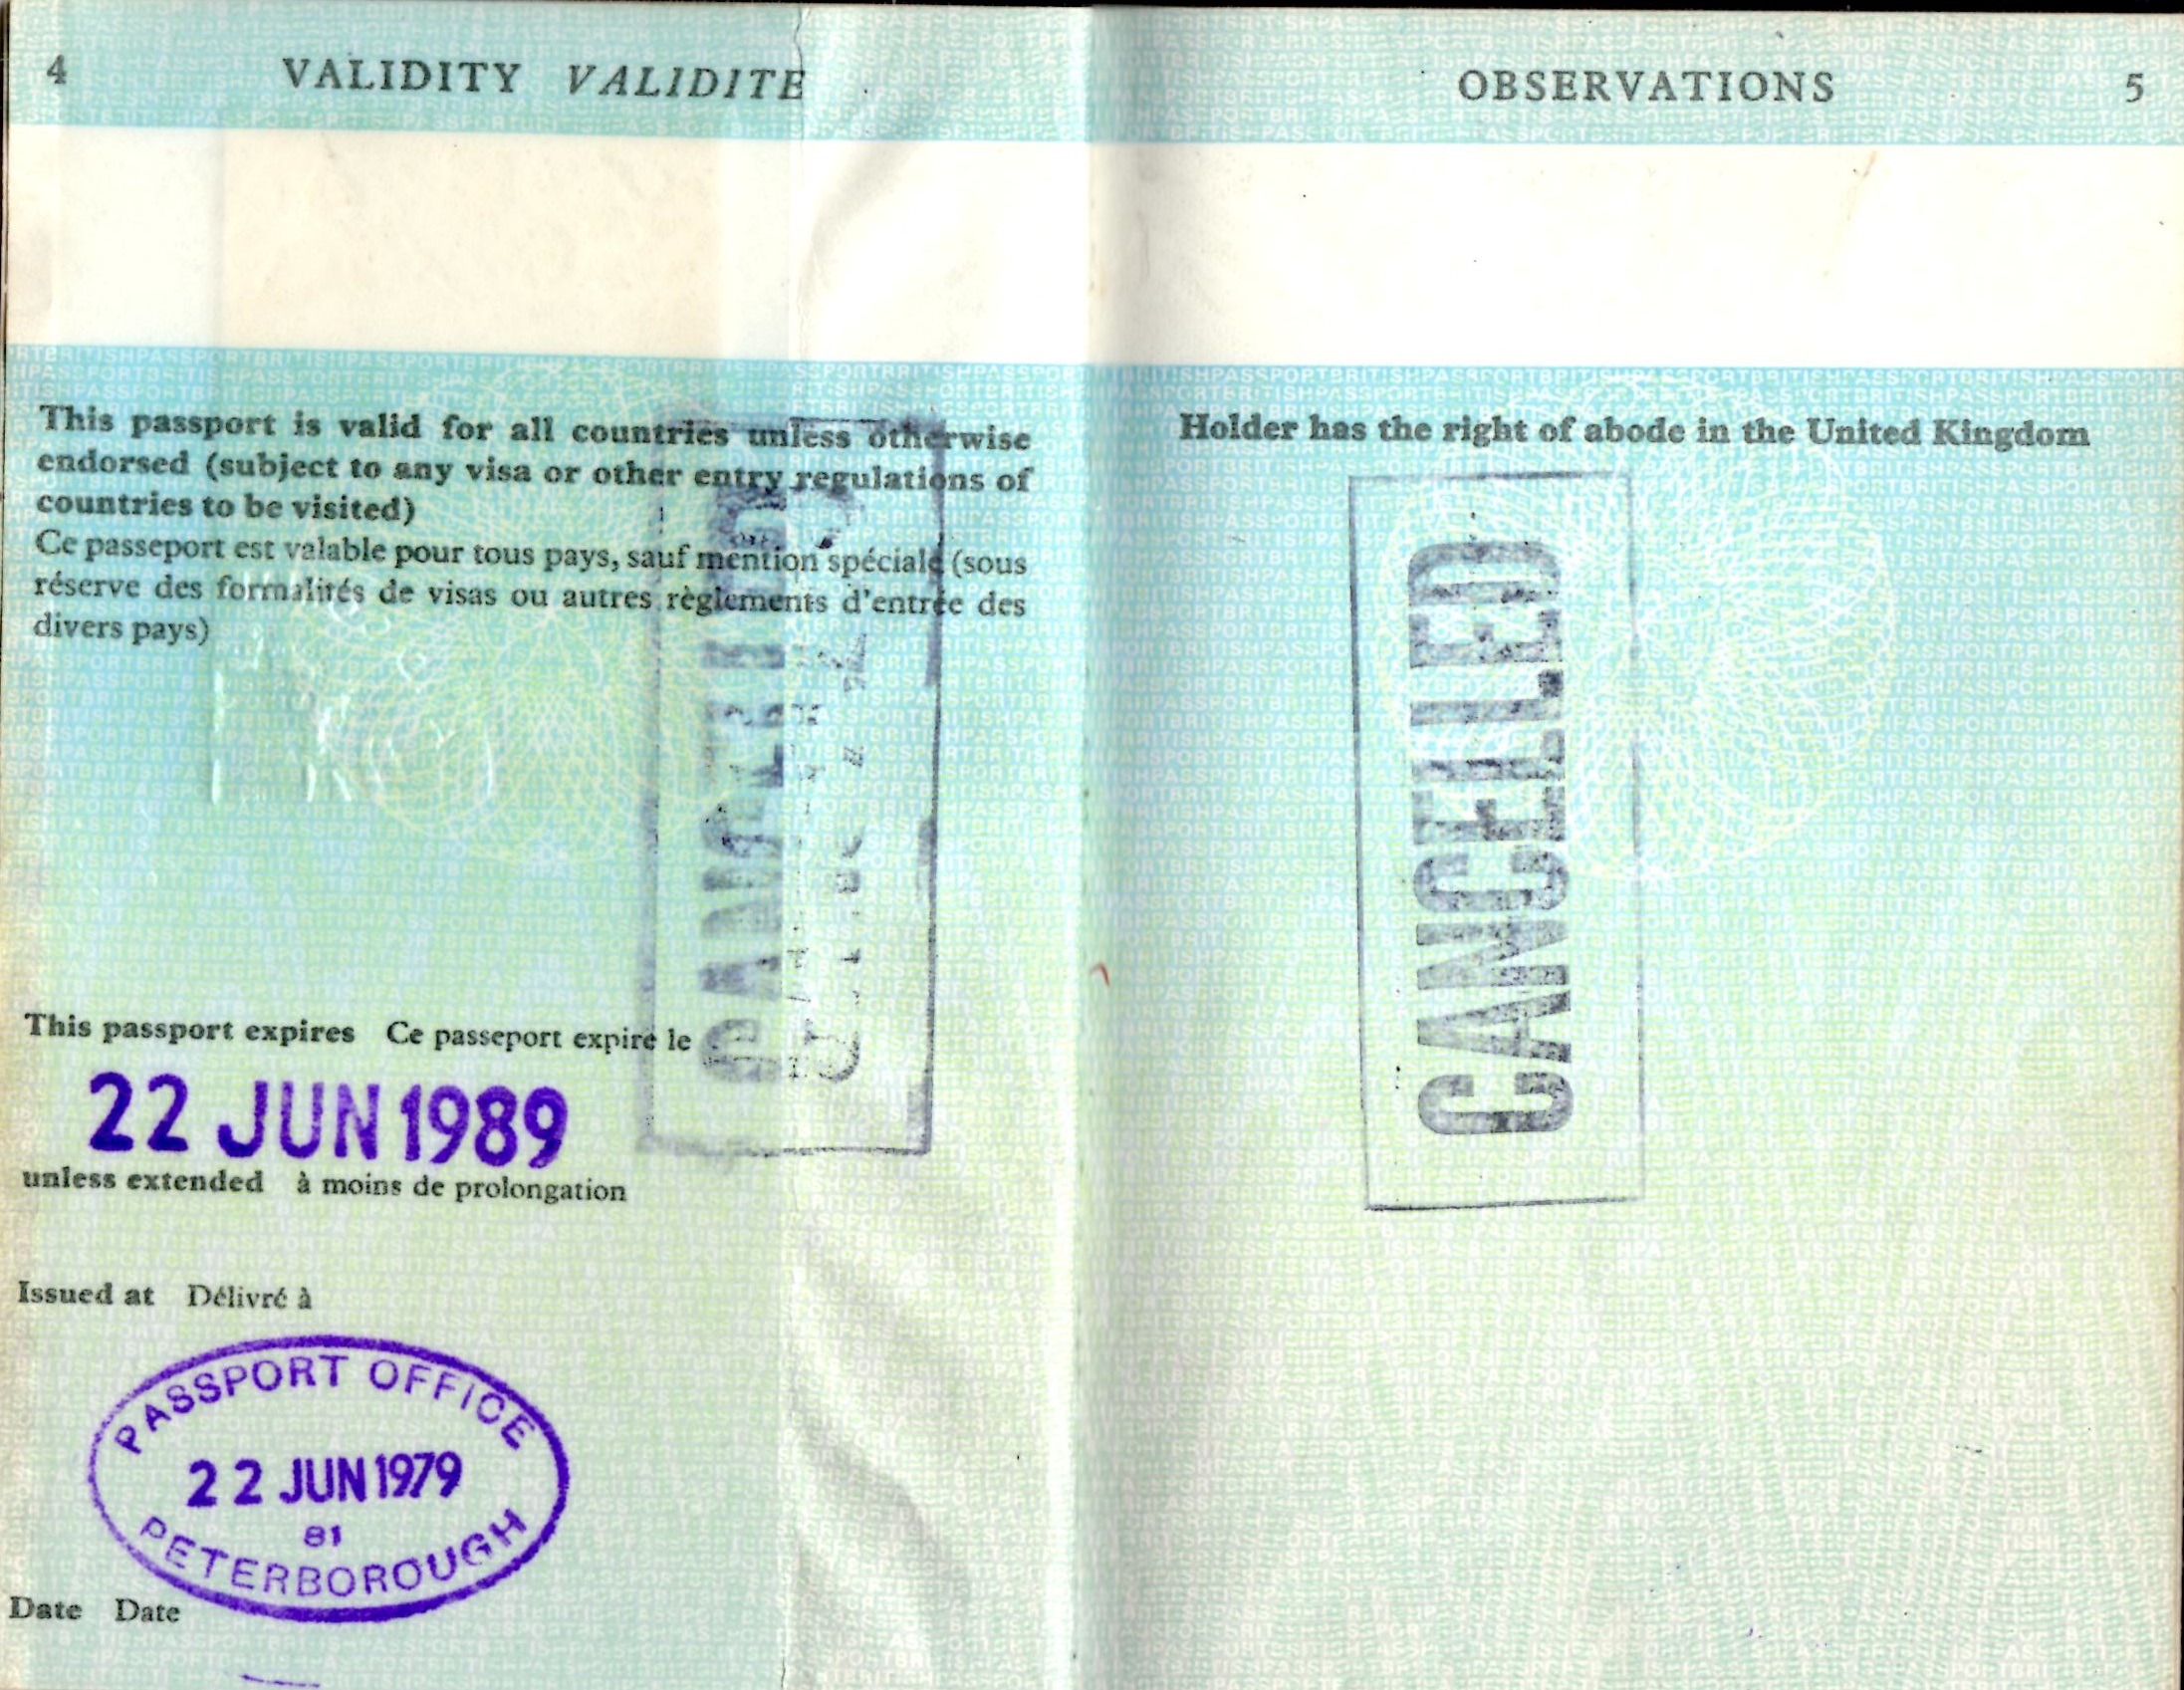 4 VALIDITY VALIDITE
This passport is valid for all countries unless otherwise
endorsed (subject to any visa or other entry regulations of
countries to be visited)
Ce passeport est valable pour tous pays, sauf mention spéciale (sous
réserve des formalités de visas ou autres règlements d'entrée des
divers pays)
CANCELLED
This passport expires Ce passeport expire le
22 JUN 1989
unless extended à moins de prolongation
Issued at Délivré à
PASSPORT OFFICE
22 JUN 1979
81
PETERBOROUGH
Date Date
OBSERVATIONS 5
Holder has the right of abode in the United Kingdom
CANCELLED